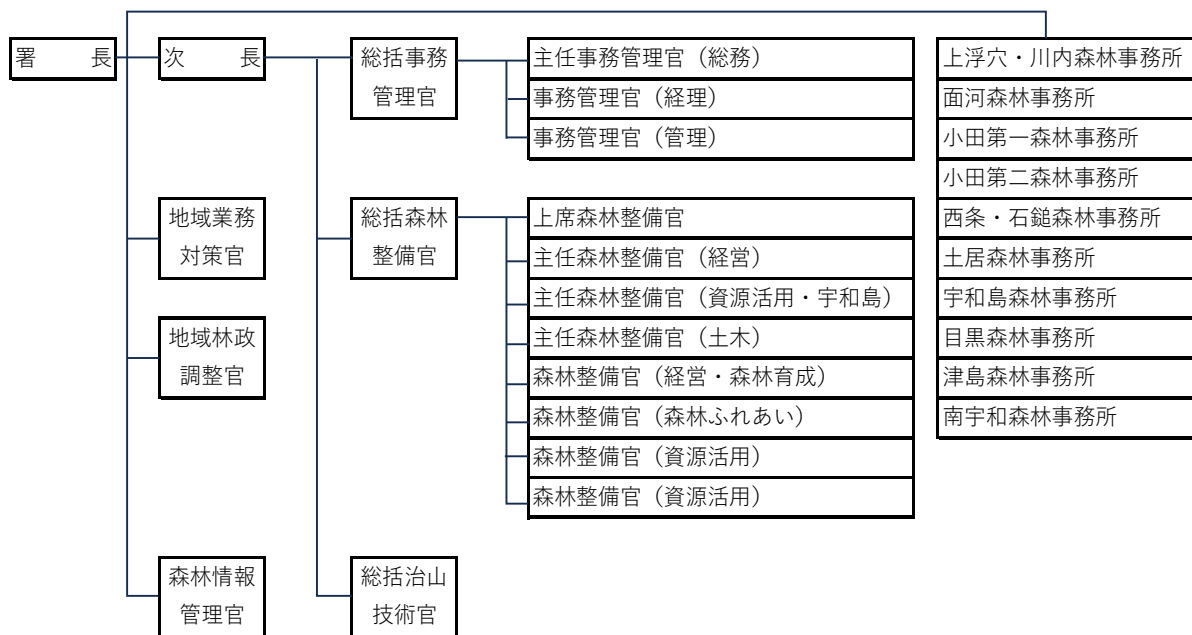 署　　長
次　　長
総括事務
管理官
主任事務管理官（総務）
事務管理官（経理）
事務管理官（管理）
地域業務
対策官
総括森林
整備官
上席森林整備官
主任森林整備官（経営）
主任森林整備官（資源活用・宇和島）
主任森林整備官（土木）
森林整備官（経営・森林育成）
森林整備官（森林ふれあい）
森林整備官（資源活用）
森林整備官（資源活用）
地域林政
調整官
森林情報
管理官
総括治山
技術官
上浮穴・川内森林事務所
面河森林事務所
小田第一森林事務所
小田第二森林事務所
西条・石鎚森林事務所
土居森林事務所
宇和島森林事務所
目黒森林事務所
津島森林事務所
南宇和森林事務所